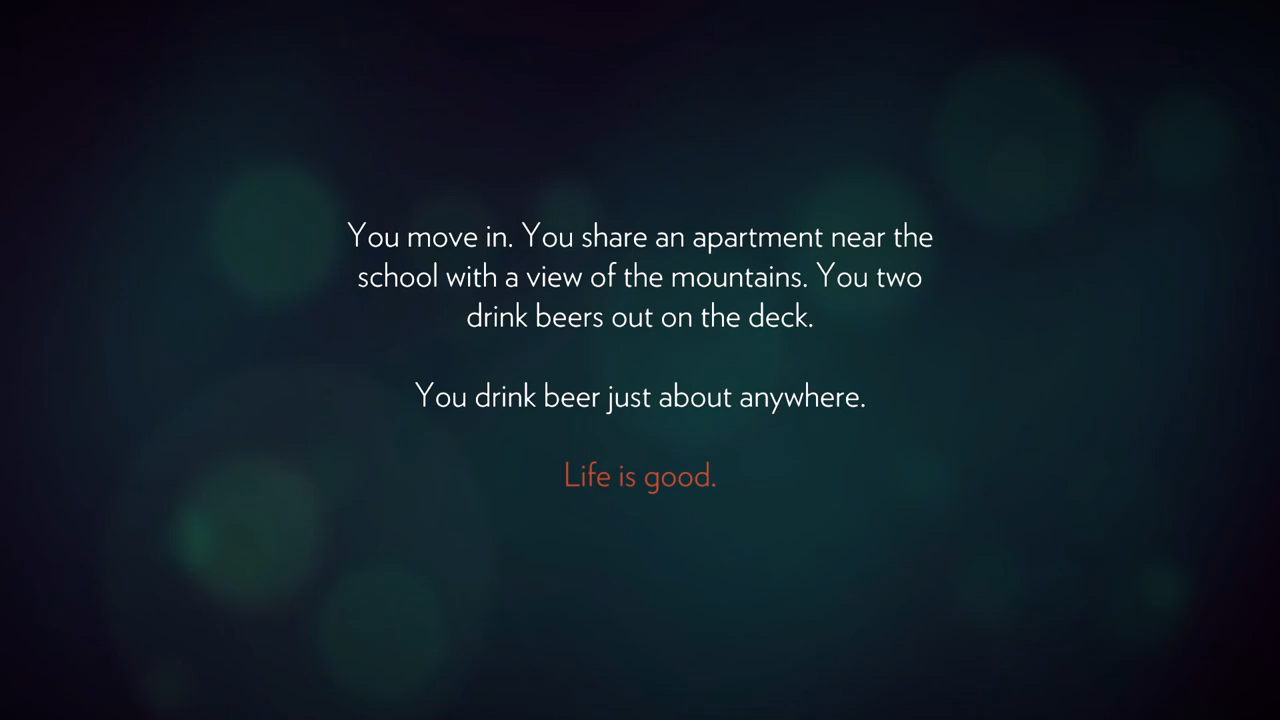 You move in. You share an apartment near the
school with a view of the mountains. You two
drink beers out on the deck.
You drink beer just about anywhere.
Life is good.